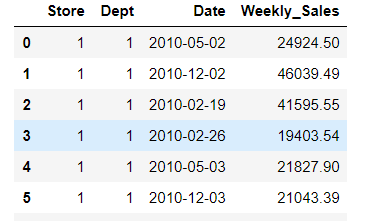 Store Dept Date Weekly_Sales
0 1 1 2010-05-02 24924.50
1 1 1 2010-12-02 46039.49
2 1 1 2010-02-19 41595.55
3 1 1 2010-02-26 19403.54
4 1 1 2010-05-03 21827.90
5 1 1 2010-12-03 21043.39